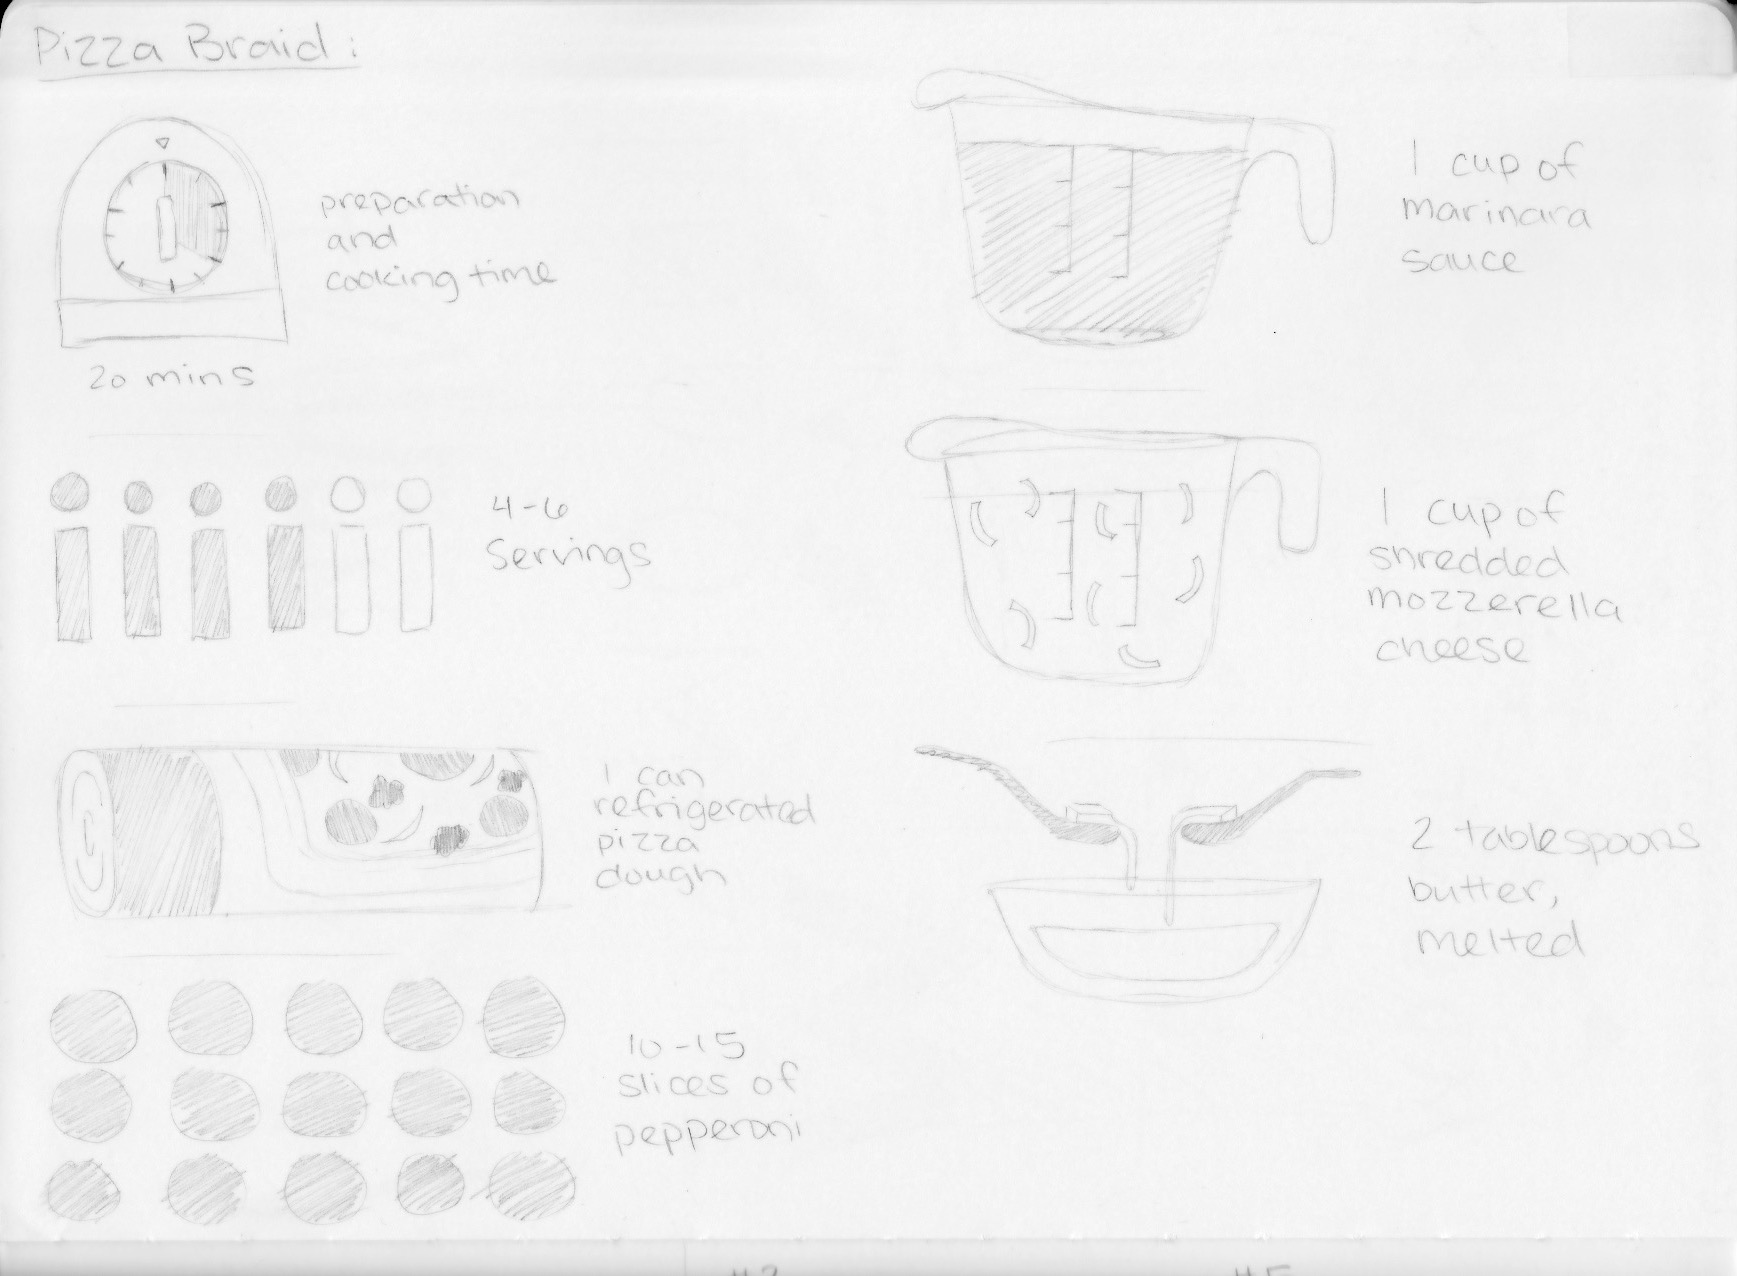 Pizza Braid:
preparation
and
cooking time
20 mins
4-6
Servings
1 can
refrigerated
pizza
dough
10-15
slices of
pepperoni
1 cup of
marinara
sauce
1 cup of
shredded
mozzerella
cheese
2 tablespoons
butter,
melted